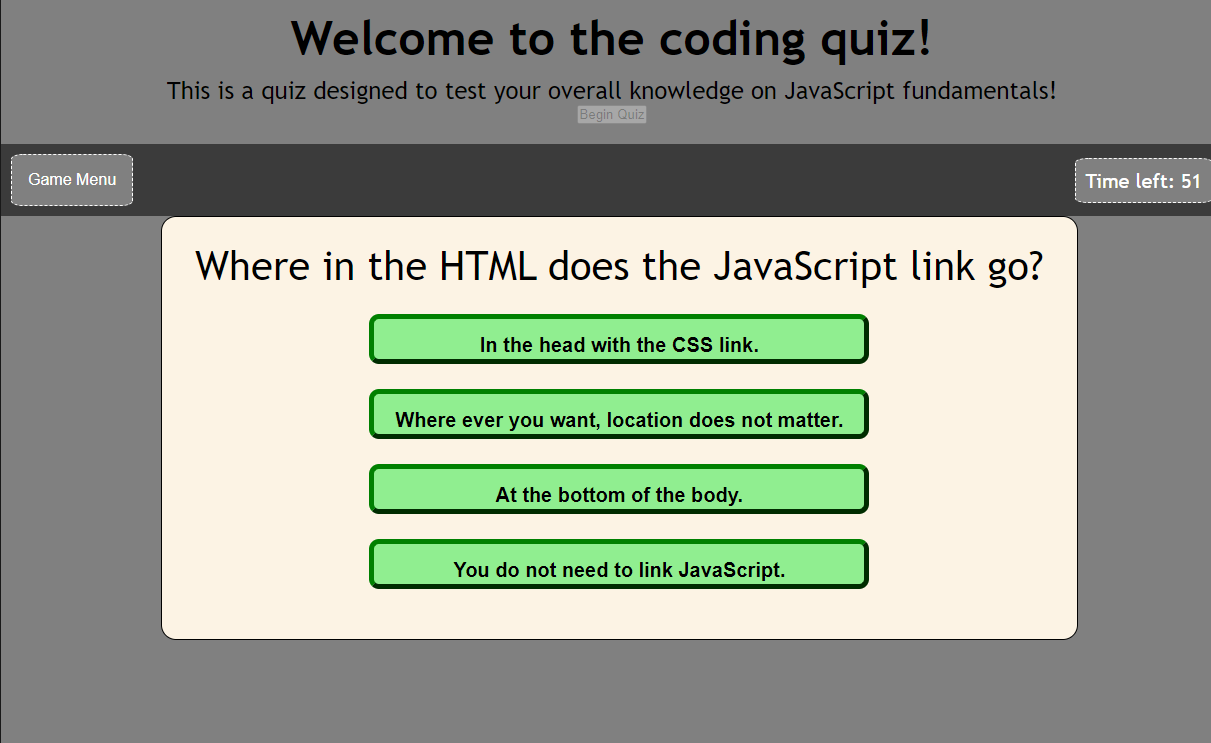 Welcome to the coding quiz!
This is a quiz designed to test your overall knowledge on JavaScript fundamentals!
Begin Quiz
Game Menu
Time left: 51
Where in the HTML does the JavaScript link go?
In the head with the CSS link.
Where ever you want, location does not matter.
At the bottom of the body.
You do not need to link JavaScript.